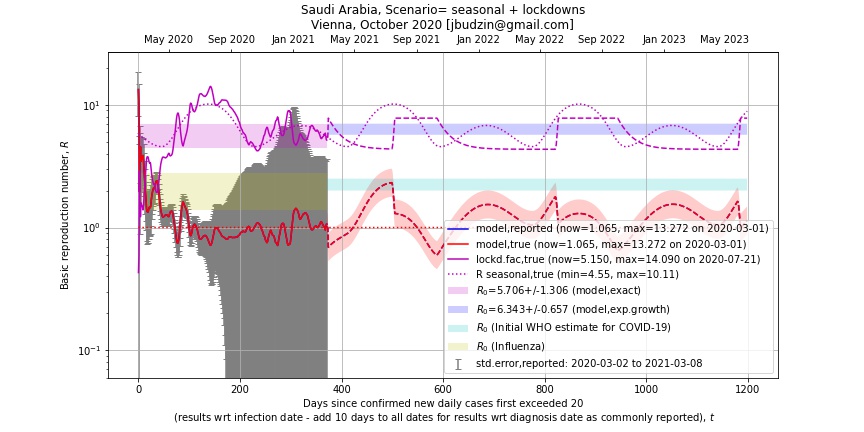 Saudi Arabia, Scenario= seasonal + lockdowns
Vienna, October 2020 [jbudzin@gmail.com]
May 2020 Sep 2020 Jan 2021 May 2021 Sep 2021 Jan 2022 May 2022 Sep 2022 Jan 2023 May 2023
Basic reproduction number, R
10¹
10⁰
10⁻¹
model,reported (now=1.065, max=13.272 on 2020-03-01)
model,true (now=1.065, max=13.272 on 2020-03-01)
lockd.fac,true (now=5.150, max=14.090 on 2020-07-21)
R seasonal,true (min=4.55, max=10.11)
R₀=5.706+/-1.306 (model,exact)
R₀=6.343+/-0.657 (model,exp.growth)
R₀ (Initial WHO estimate for COVID-19)
R₀ (Influenza)
std.error,reported: 2020-03-02 to 2021-03-08
0 200 400 600 800 1000 1200
Days since confirmed new daily cases first exceeded 20
(results wrt infection date - add 10 days to all dates for results wrt diagnosis date as commonly reported), t